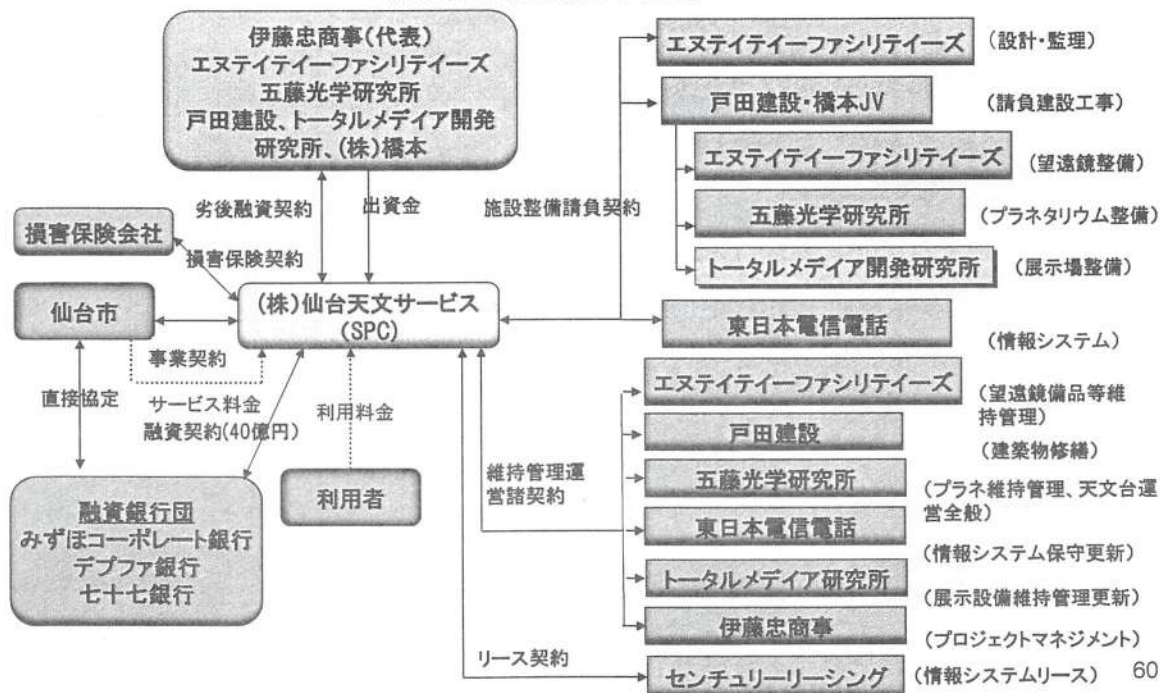 伊藤忠商事(代表)
エヌテイテイーファシリテイーズ
五藤光学研究所
戸田建設、トータルメデイア開発
研究所、(株)橋本
劣後融資契約
出資金
損害保険会社
損害保険契約
仙台市
(株)仙台天文サービス
(SPC)
事業契約
直接協定
サービス料金
融資契約(40億円)
利用料金
利用者
融資銀行団
みずほコーポレート銀行
デプファ銀行
七十七銀行
施設整備請負契約
エヌテイテイーファシリテイーズ
(設計・監理)
戸田建設・橋本JV
(請負建設工事)
エヌテイテイーファシリテイーズ
(望遠鏡整備)
五藤光学研究所
(プラネタリウム整備)
トータルメデイア開発研究所
(展示場整備)
東日本電信電話
(情報システム)
維持管理運
営諸契約
エヌテイテイーファシリテイーズ
(望遠鏡備品等維
持管理)
戸田建設
(建築物修繕)
五藤光学研究所
(プラネ維持管理、天文台運
営全般)
東日本電信電話
(情報システム保守更新)
トータルメデイア研究所
(展示設備維持管理更新)
伊藤忠商事
(プロジェクトマネジメント)
リース契約
センチュリーリーシング
(情報システムリース)
60